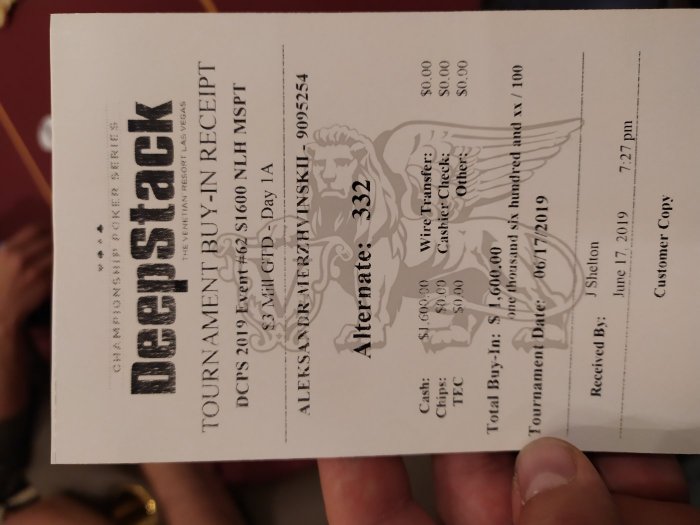 CHAMPIONSHIP POKER SERIES
DeepStack
THE VENETIAN RESORT LAS VEGAS
TOURNAMENT BUY-IN RECEIPT
DCPS 2019 Event #62 $1600 NLH MSPT
$3 Mill GTD - Day 1A
ALEKSANDR MERZHVINSKII - 9095254
Alternate: 332
Cash: $1,600.00 Wire Transfer: $0.00
Chips: $0.00 Cashier Check: $0.00
TEC $0.00 Other: $0.00
Total Buy-In: $ 1,600.00
one thousand six hundred and xx / 100
Tournament Date: 06/17/2019
Received By: J Shelton
June 17, 2019 7:27 pm
Customer Copy